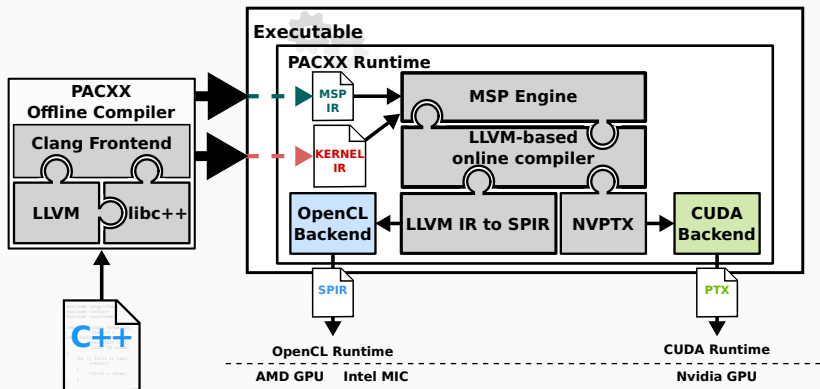 Executable
PACXX Runtime
PACXX
Offline Compiler
Clang Frontend
LLVM
libc++
MSP
IR
KERNEL
IR
MSP Engine
LLVM-based
online compiler
OpenCL
Backend
LLVM IR to SPIR
NVPTX
CUDA
Backend
C++
SPIR
PTX
OpenCL Runtime
CUDA Runtime
AMD GPU
Intel MIC
Nvidia GPU